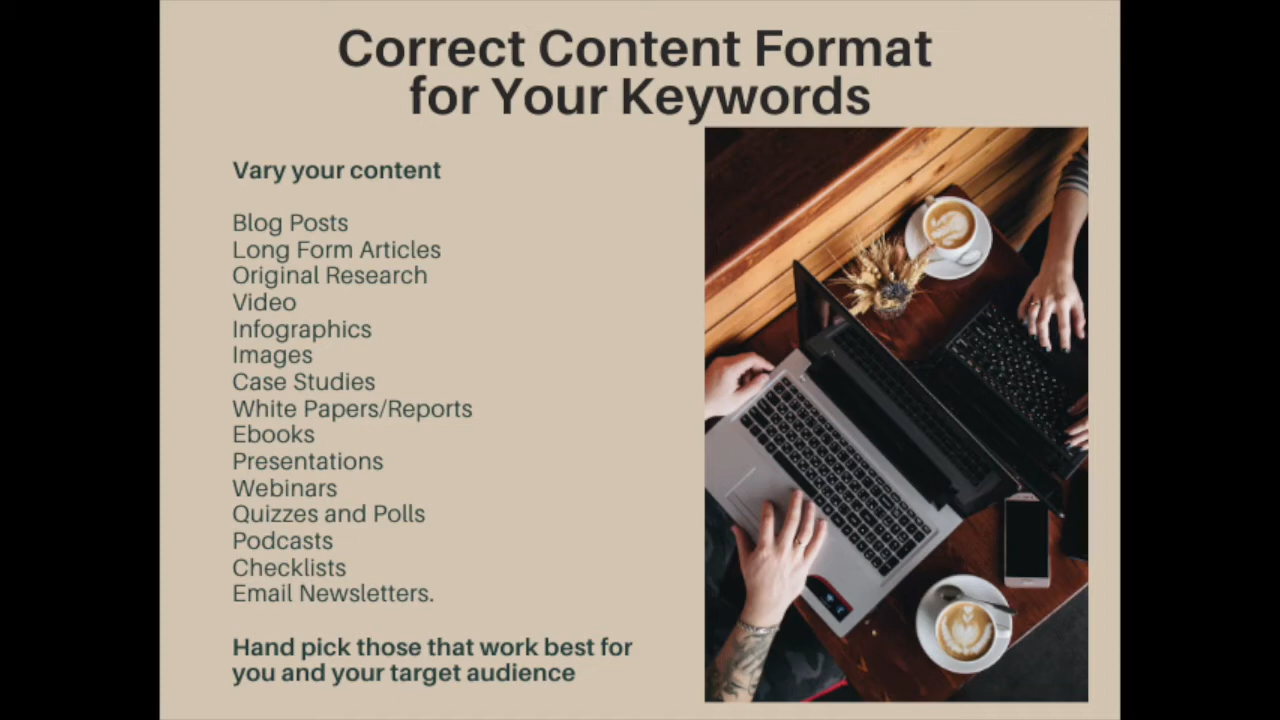 Correct Content Format
for Your Keywords
Vary your content
Blog Posts
Long Form Articles
Original Research
Video
Infographics
Images
Case Studies
White Papers/Reports
Ebooks
Presentations
Webinars
Quizzes and Polls
Podcasts
Checklists
Email Newsletters.
Hand pick those that work best for
you and your target audience